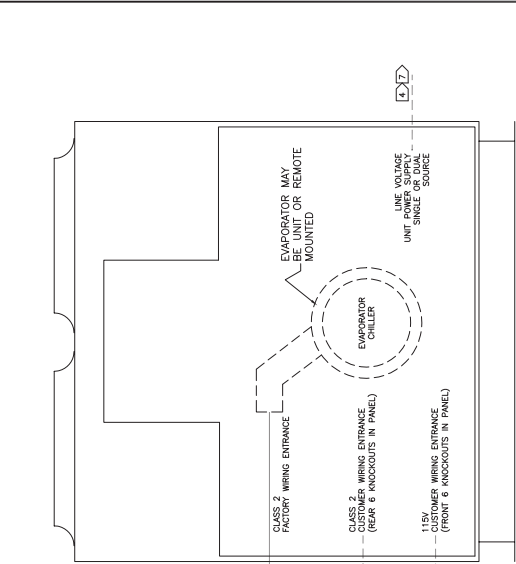 4 7
LINE VOLTAGE
UNIT POWER SUPPLY
SINGLE OR DUAL
SOURCE
EVAPORATOR MAY
BE UNIT OR REMOTE
MOUNTED
EVAPORATOR
CHILLER
CLASS 2
FACTORY WIRING ENTRANCE
CLASS 2
CUSTOMER WIRING ENTRANCE
(REAR 6 KNOCKOUTS IN PANEL)
115V
CUSTOMER WIRING ENTRANCE
(FRONT 6 KNOCKOUTS IN PANEL)